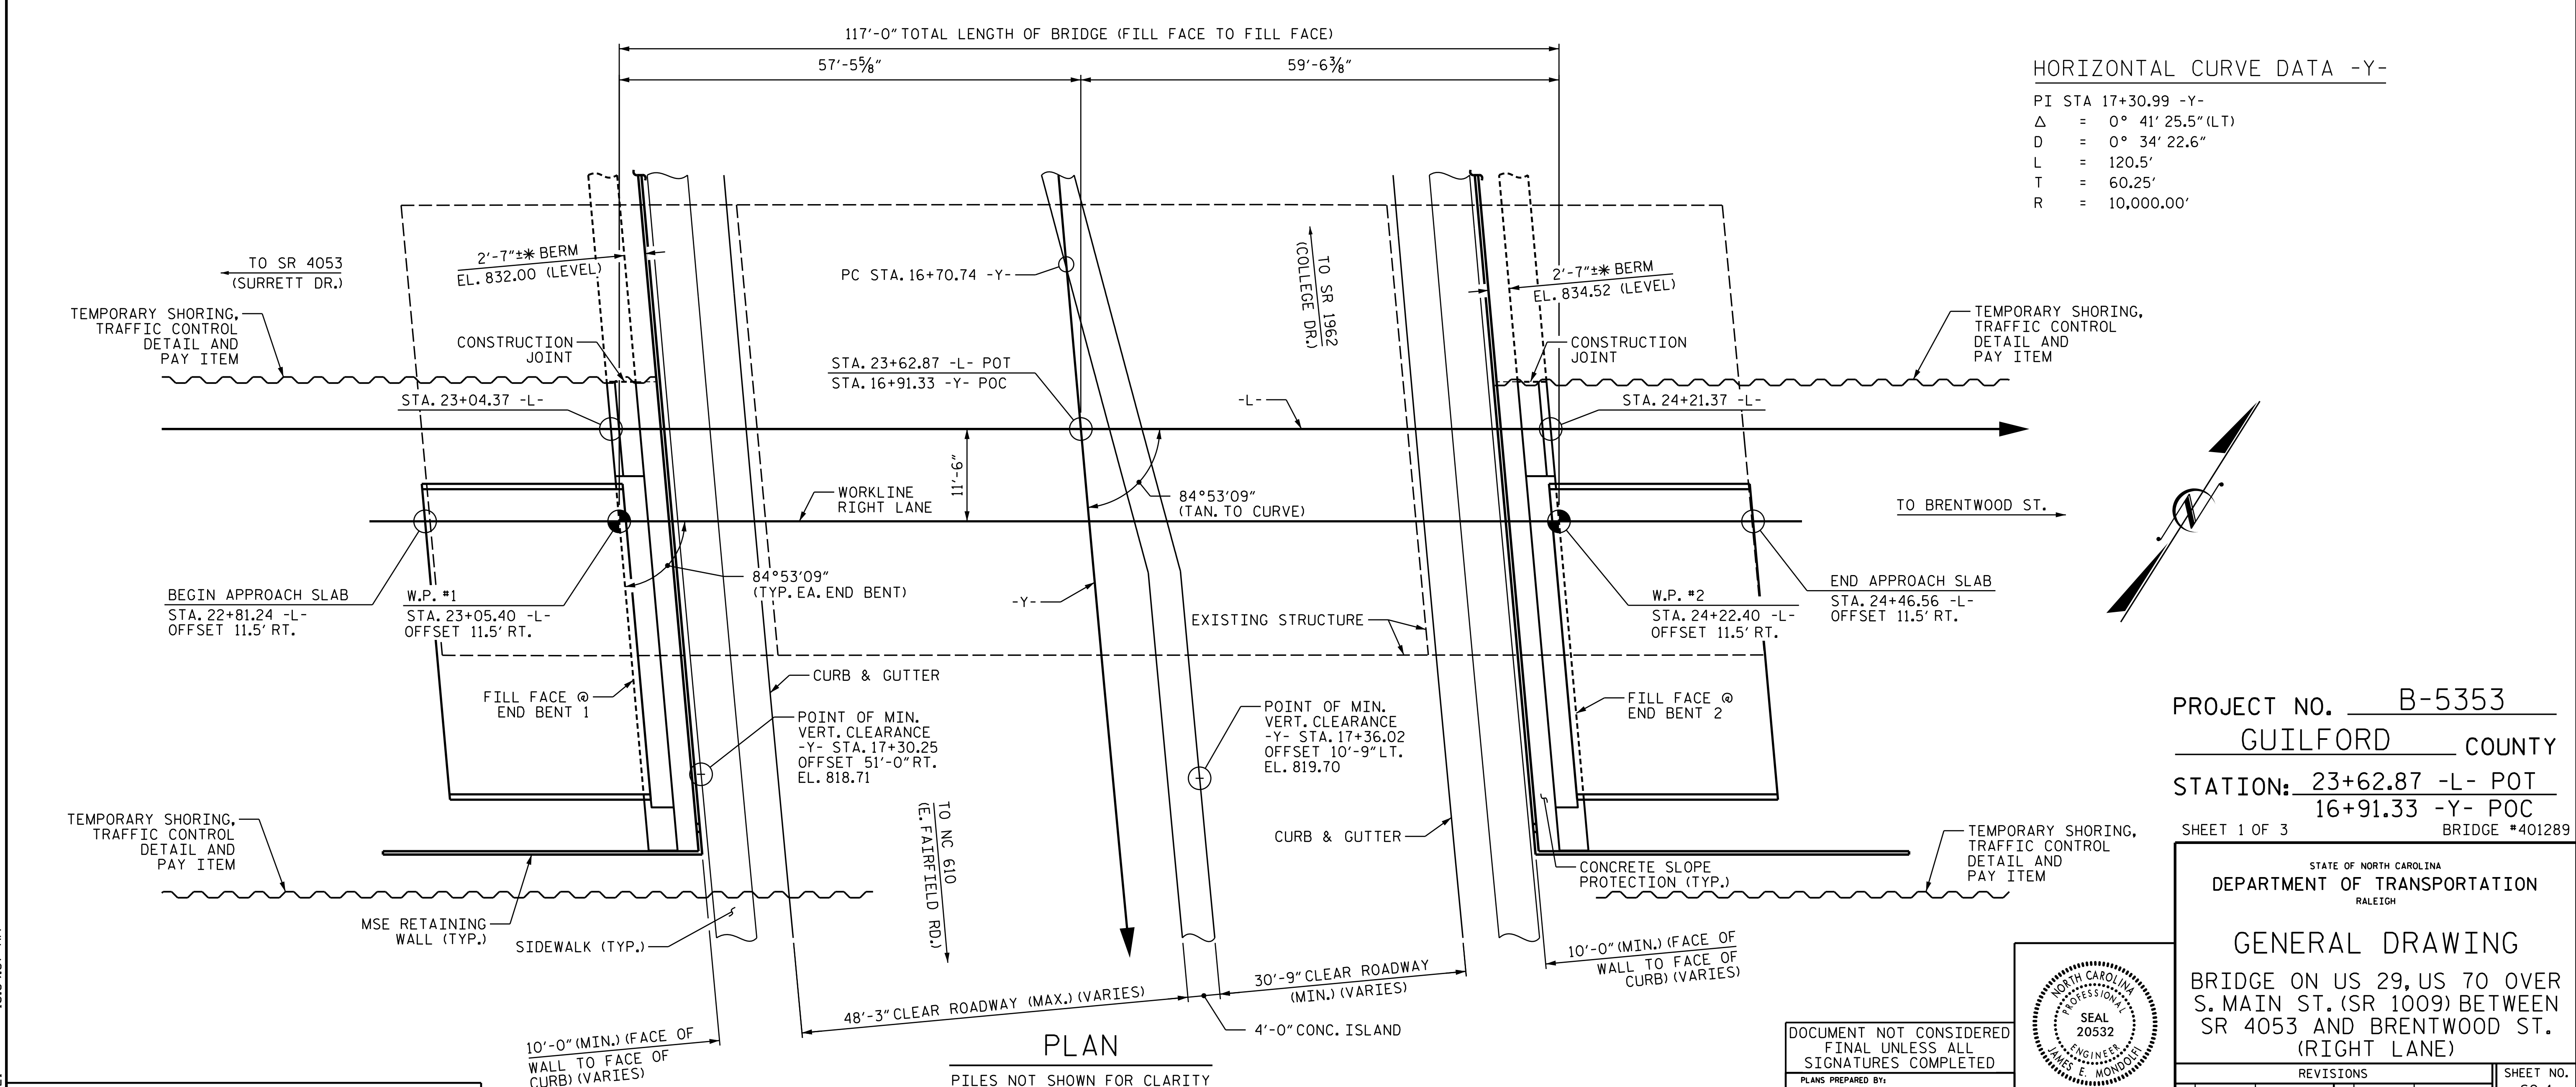 117'-0" TOTAL LENGTH OF BRIDGE (FILL FACE TO FILL FACE)
57'-5⅝"
59'-6⅜"
HORIZONTAL CURVE DATA -Y-
PI STA 17+30.99 -Y-
△ = 0° 41' 25.5" (LT)
D = 0° 34' 22.6"
L = 120.5'
T = 60.25'
R = 10,000.00'
TO SR 4053
(SURRETT DR.)
2'-7"±* BERM
EL. 832.00 (LEVEL)
PC STA. 16+70.74 -Y-
TO SR 1962
(COLLEGE DR.)
2'-7"±* BERM
EL. 834.52 (LEVEL)
TEMPORARY SHORING,
TRAFFIC CONTROL
DETAIL AND
PAY ITEM
CONSTRUCTION
JOINT
STA. 23+62.87 -L- POT
STA. 16+91.33 -Y- POC
CONSTRUCTION
JOINT
TEMPORARY SHORING,
TRAFFIC CONTROL
DETAIL AND
PAY ITEM
STA. 23+04.37 -L-
-L-
STA. 24+21.37 -L-
11'-6"
WORKLINE
RIGHT LANE
84°53'09"
(TAN. TO CURVE)
TO BRENTWOOD ST.
N
BEGIN APPROACH SLAB
STA. 22+81.24 -L-
OFFSET 11.5' RT.
W.P. #1
STA. 23+05.40 -L-
OFFSET 11.5' RT.
84°53'09"
(TYP. EA. END BENT)
-Y-
EXISTING STRUCTURE
W.P. #2
STA. 24+22.40 -L-
OFFSET 11.5' RT.
END APPROACH SLAB
STA. 24+46.56 -L-
OFFSET 11.5' RT.
FILL FACE @
END BENT 1
CURB & GUTTER
POINT OF MIN.
VERT. CLEARANCE
-Y- STA. 17+30.25
OFFSET 51'-0" RT.
EL. 818.71
POINT OF MIN.
VERT. CLEARANCE
-Y- STA. 17+36.02
OFFSET 10'-9" LT.
EL. 819.70
FILL FACE @
END BENT 2
TEMPORARY SHORING,
TRAFFIC CONTROL
DETAIL AND
PAY ITEM
TO NC 610
(E. FAIRFIELD RD.)
CURB & GUTTER
CONCRETE SLOPE
PROTECTION (TYP.)
TEMPORARY SHORING,
TRAFFIC CONTROL
DETAIL AND
PAY ITEM
MSE RETAINING
WALL (TYP.)
SIDEWALK (TYP.)
10'-0" (MIN.) (FACE OF
WALL TO FACE OF
CURB) (VARIES)
48'-3" CLEAR ROADWAY (MAX.) (VARIES)
30'-9" CLEAR ROADWAY
(MIN.) (VARIES)
4'-0" CONC. ISLAND
10'-0" (MIN.) (FACE OF
WALL TO FACE OF
CURB) (VARIES)
PLAN
PILES NOT SHOWN FOR CLARITY
PROJECT NO. B-5353
GUILFORD COUNTY
STATION: 23+62.87 -L- POT
16+91.33 -Y- POC
SHEET 1 OF 3 BRIDGE #401289
STATE OF NORTH CAROLINA
DEPARTMENT OF TRANSPORTATION
RALEIGH
GENERAL DRAWING
BRIDGE ON US 29, US 70 OVER
S. MAIN ST. (SR 1009) BETWEEN
SR 4053 AND BRENTWOOD ST.
(RIGHT LANE)
REVISIONS
SHEET NO.
DOCUMENT NOT CONSIDERED
FINAL UNLESS ALL
SIGNATURES COMPLETED
PLANS PREPARED BY:
NORTH CAROLINA
PROFESSIONAL
SEAL
20532
ENGINEER
JAMES E. MONDOLFI